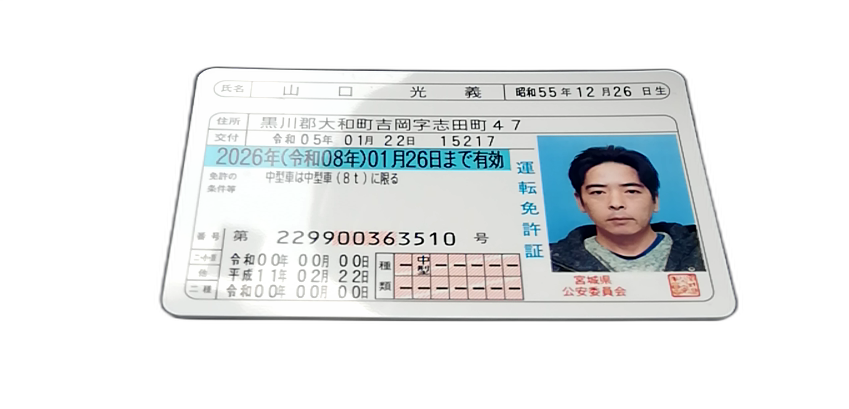 氏名 山口 光義 昭和55年12月26日生
住所 黒川郡大和町吉岡字志田町47
交付 令和05年01月22日 15217
2026年(令和08年)01月26日まで有効
免許の条件等 中型車は中型車(8t)に限る
運転免許証
番号 第 229900363510 号
二・小・原 令和00年00月00日
他 平成11年02月22日
二種 令和00年00月00日
種類 — 中型 — — — — —
— — — — — — —
宮城県
公安委員会